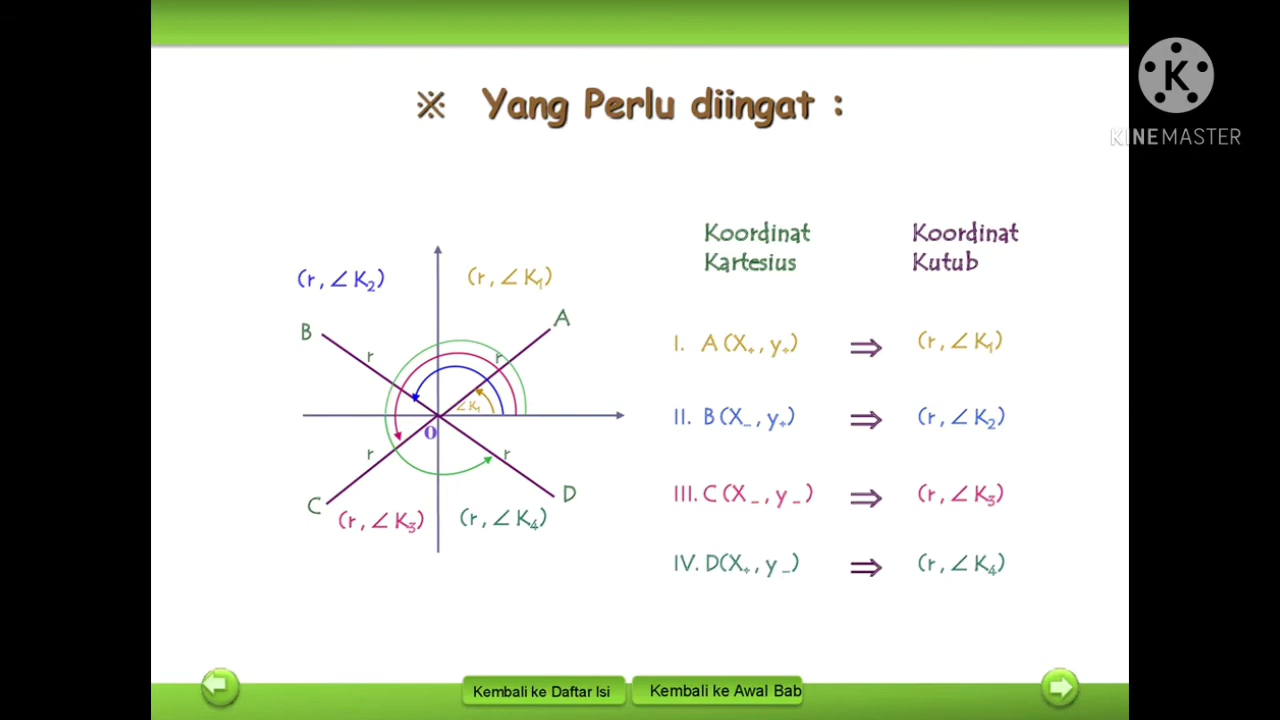 ※ Yang Perlu diingat :
K
KINEMASTER
Koordinat
Kartesius
Koordinat
Kutub
(r, ∠ K₂)
(r, ∠ K₁)
B
A
r
r
∠ K₁
O
r
r
C
D
(r, ∠ K₃)
(r, ∠ K₄)
I. A (X₊, y₊) ⇒ (r, ∠ K₁)
II. B (X₋, y₊) ⇒ (r, ∠ K₂)
III. C (X₋, y₋) ⇒ (r, ∠ K₃)
IV. D(X₊, y₋) ⇒ (r, ∠ K₄)
Kembali ke Daftar Isi
Kembali ke Awal Bab